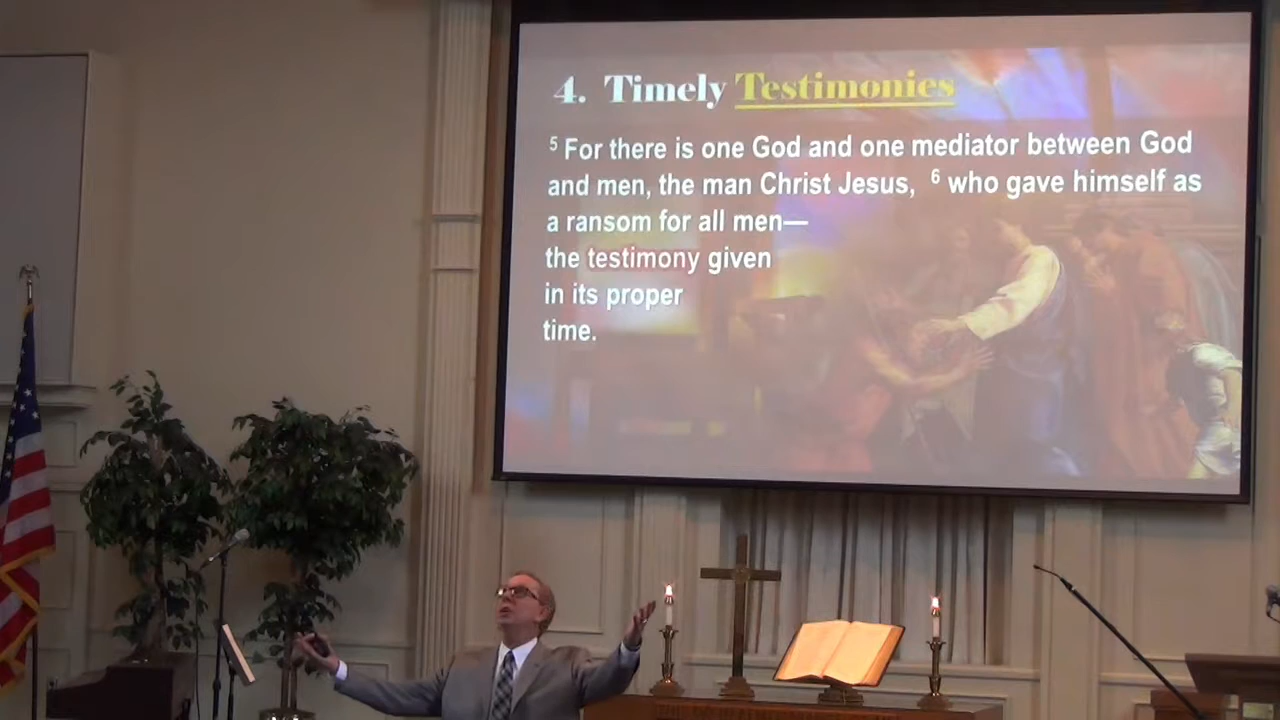 4. Timely Testimonies
5 For there is one God and one mediator between God
and men, the man Christ Jesus, 6 who gave himself as
a ransom for all men—
the testimony given
in its proper
time.